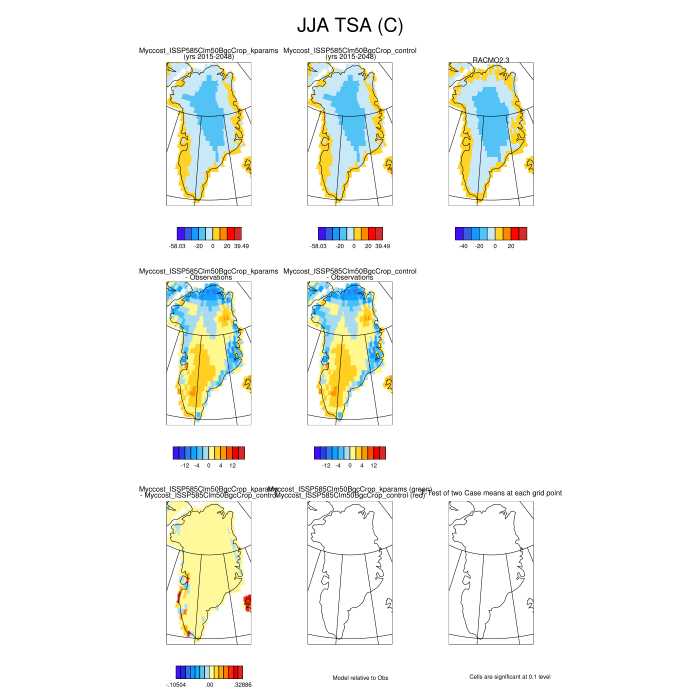 JJA TSA (C)
Myccost_ISSP585Clm50BgcCrop_kparams
(yrs 2015-2048)
Myccost_ISSP585Clm50BgcCrop_control
(yrs 2015-2048)
RACMO2.3
-58.03 -20 0 20 39.49
-58.03 -20 0 20 39.49
-40 -20 0 20
Myccost_ISSP585Clm50BgcCrop_kparams
- Observations
Myccost_ISSP585Clm50BgcCrop_control
- Observations
-12 -4 0 4 12
-12 -4 0 4 12
Myccost_ISSP585Clm50BgcCrop_kparams
- Myccost_ISSP585Clm50BgcCrop_control
Myccost_ISSP585Clm50BgcCrop_kparams (green)
Myccost_ISSP585Clm50BgcCrop_control (red)
T-Test of two Case means at each grid point
-.10504 .00 .32886
Model relative to Obs
Cells are significant at 0.1 level